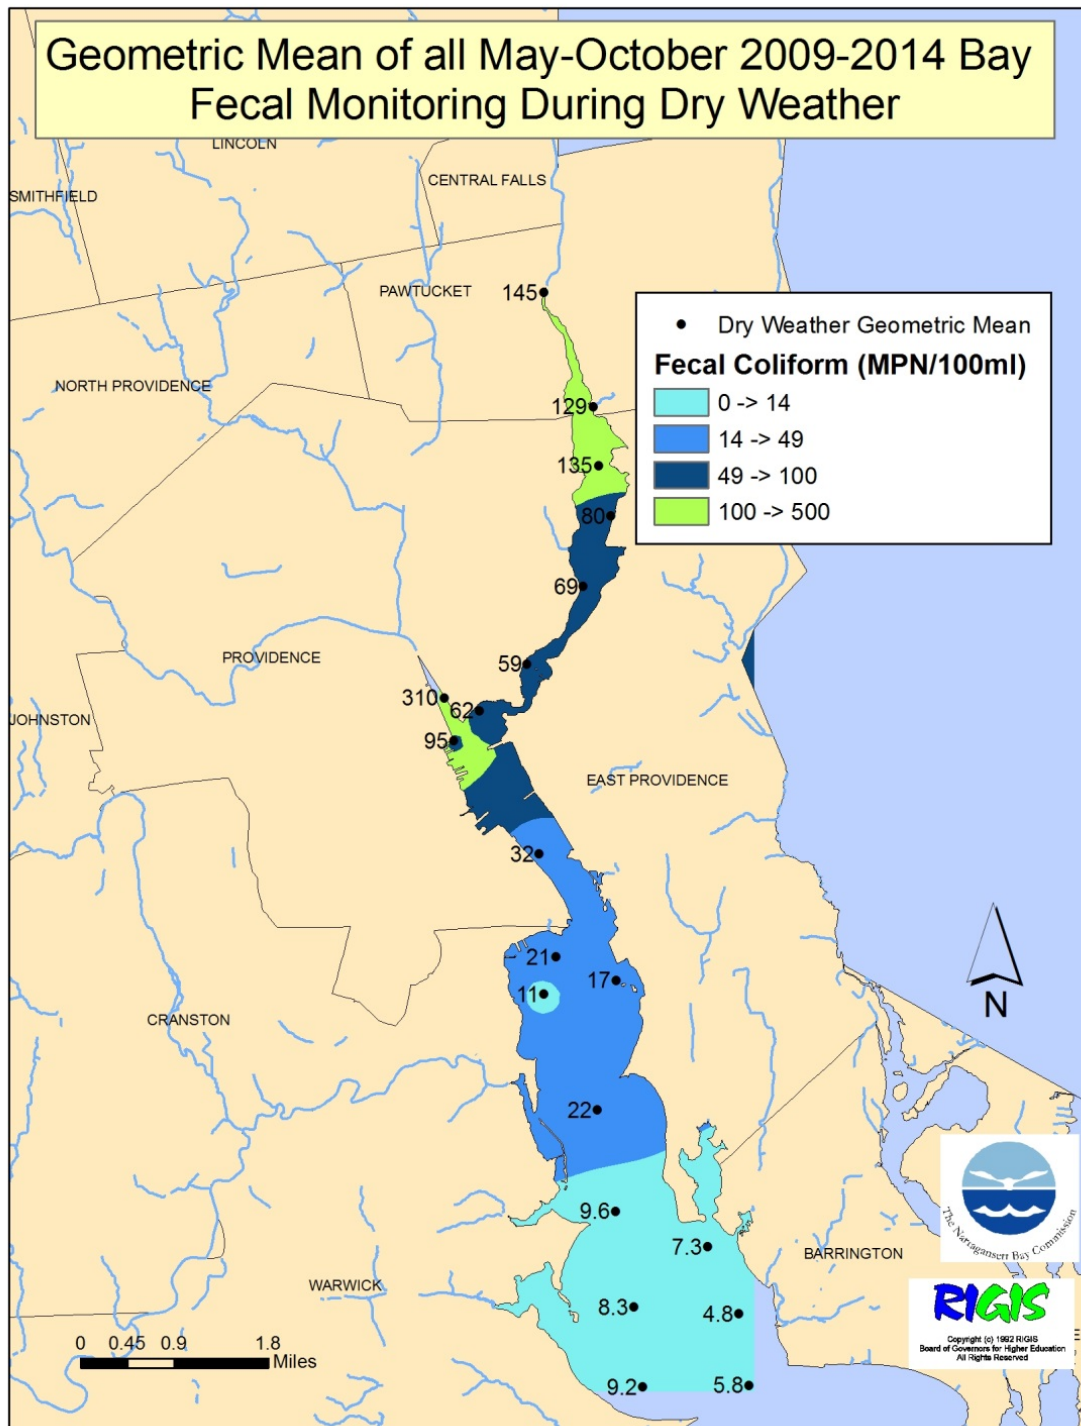 Geometric Mean of all May-October 2009-2014 Bay
Fecal Monitoring During Dry Weather
LINCOLN
SMITHFIELD
CENTRAL FALLS
PAWTUCKET
145
Dry Weather Geometric Mean
Fecal Coliform (MPN/100ml)
0 -> 14
14 -> 49
49 -> 100
100 -> 500
NORTH PROVIDENCE
129
135
80
69
PROVIDENCE
59
310
62
JOHNSTON
95
EAST PROVIDENCE
32
21
17
11
N
CRANSTON
22
9.6
7.3
BARRINGTON
The Narragansett Bay Commission
WARWICK
8.3
4.8
RIGIS
Copyright (c) 1992 RIGIS
Board of Governors for Higher Education
All Rights Reserved
E
0 0.45 0.9 1.8
Miles
9.2
5.8